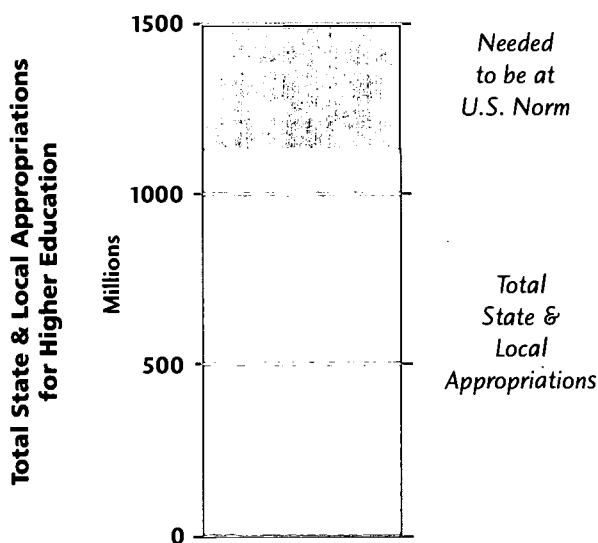 Total State & Local Appropriations
for Higher Education
Millions
1500
1000
500
0
Needed
to be at
U.S. Norm
Total
State &
Local
Appropriations